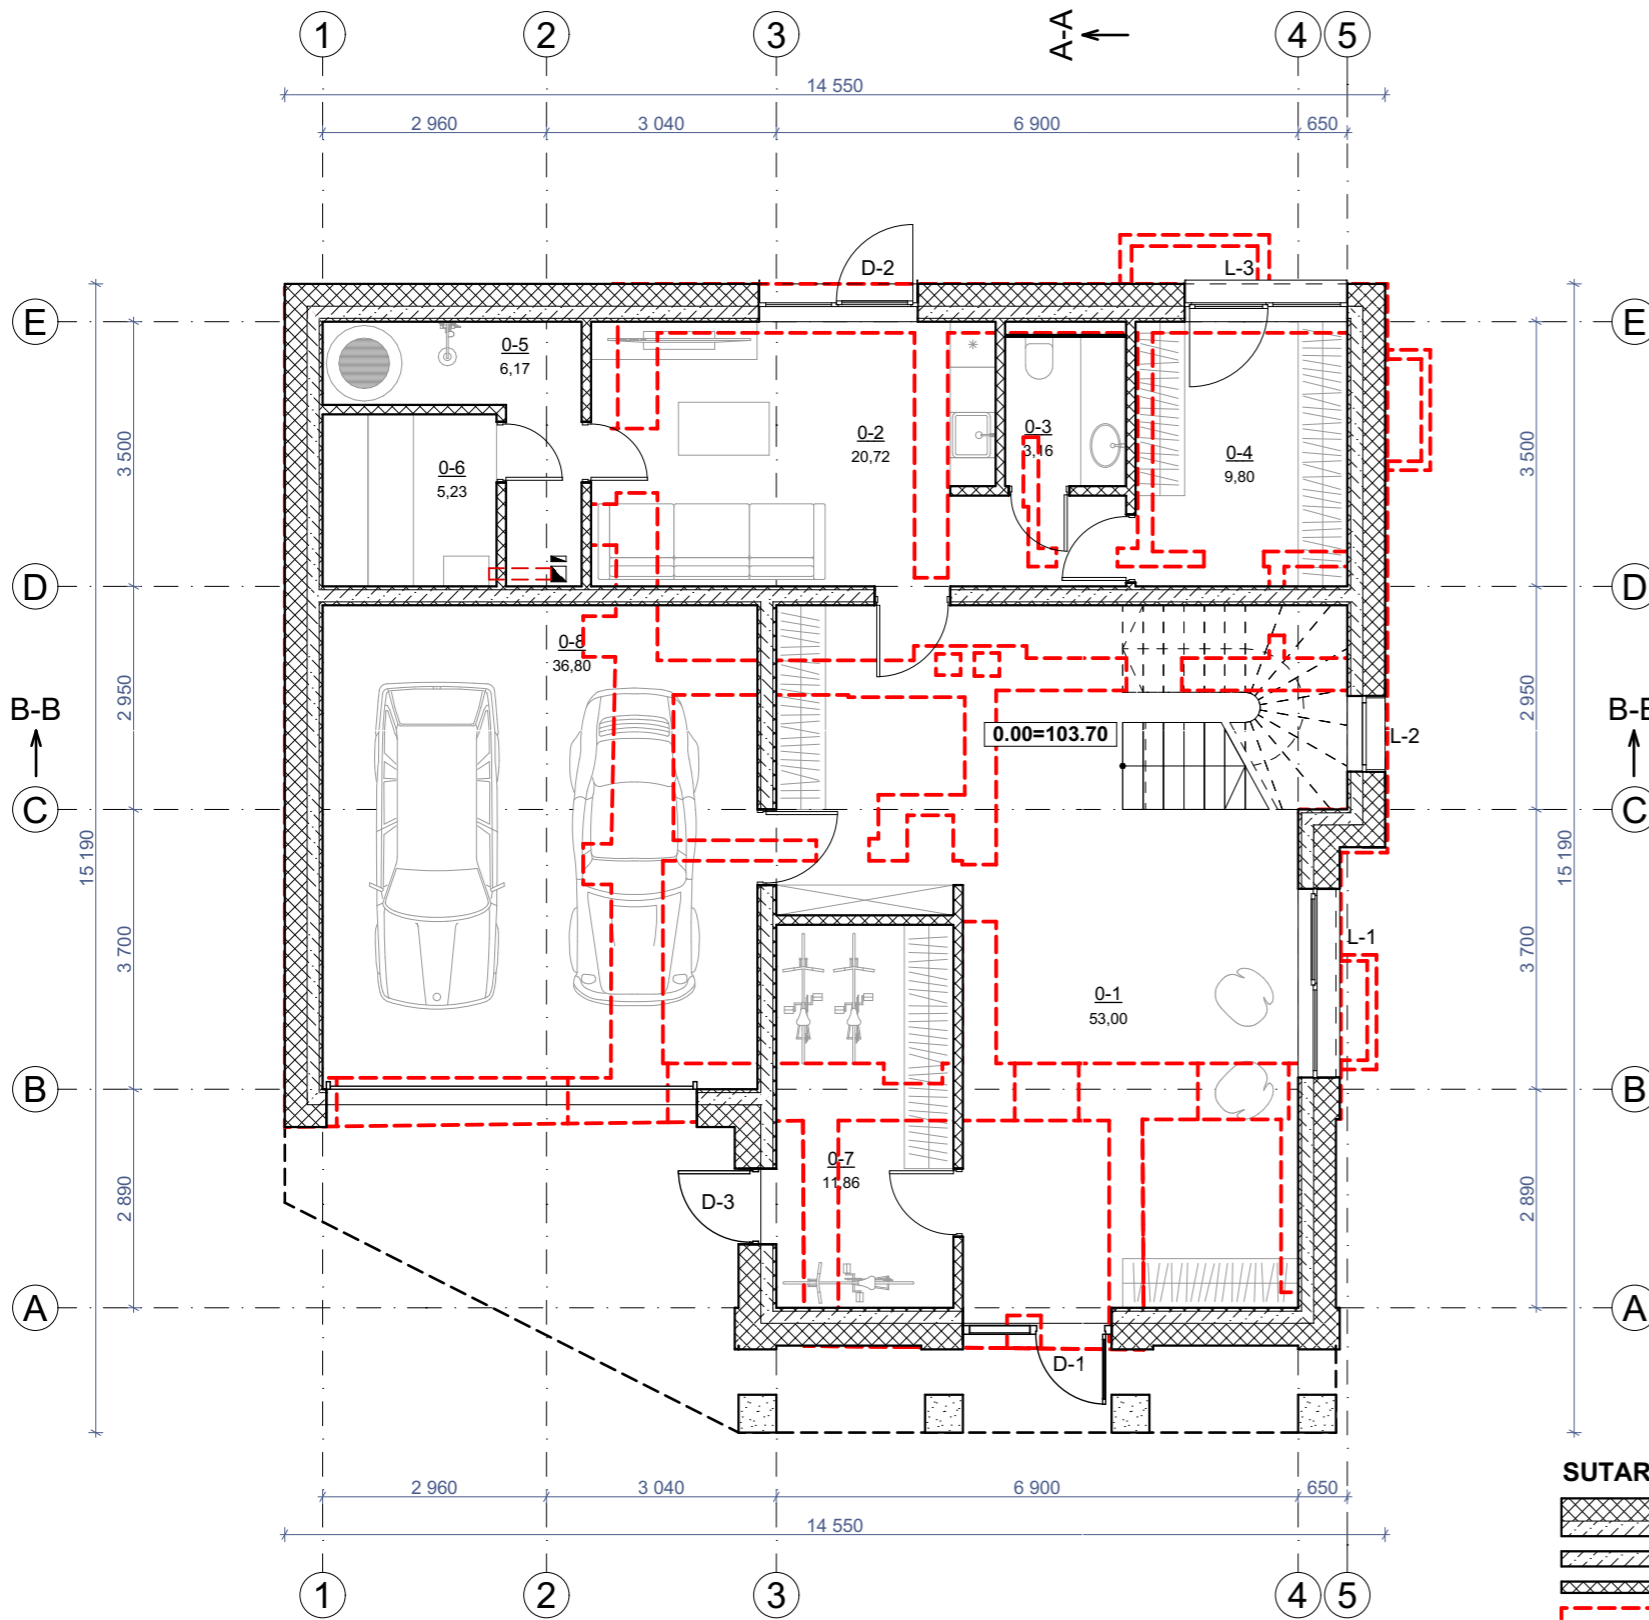 1 2 3 4 5
A-A
14 550
2 960 3 040 6 900 650
D-2 L-3
E E
0-5
6,17
0-2
20,72
0-3
3,16
0-4
9,80
0-6
5,23
3 500 3 500
D D
0-8
36,80
2 950 2 950
B-B B-B
0.00=103.70
L-2
C C
15 190 15 190
L-1
3 700 3 700
0-1
53,00
B B
0-7
11,86
D-3
2 890 2 890
A A
D-1
SUTAR
2 960 3 040 6 900 650
14 550
1 2 3 4 5